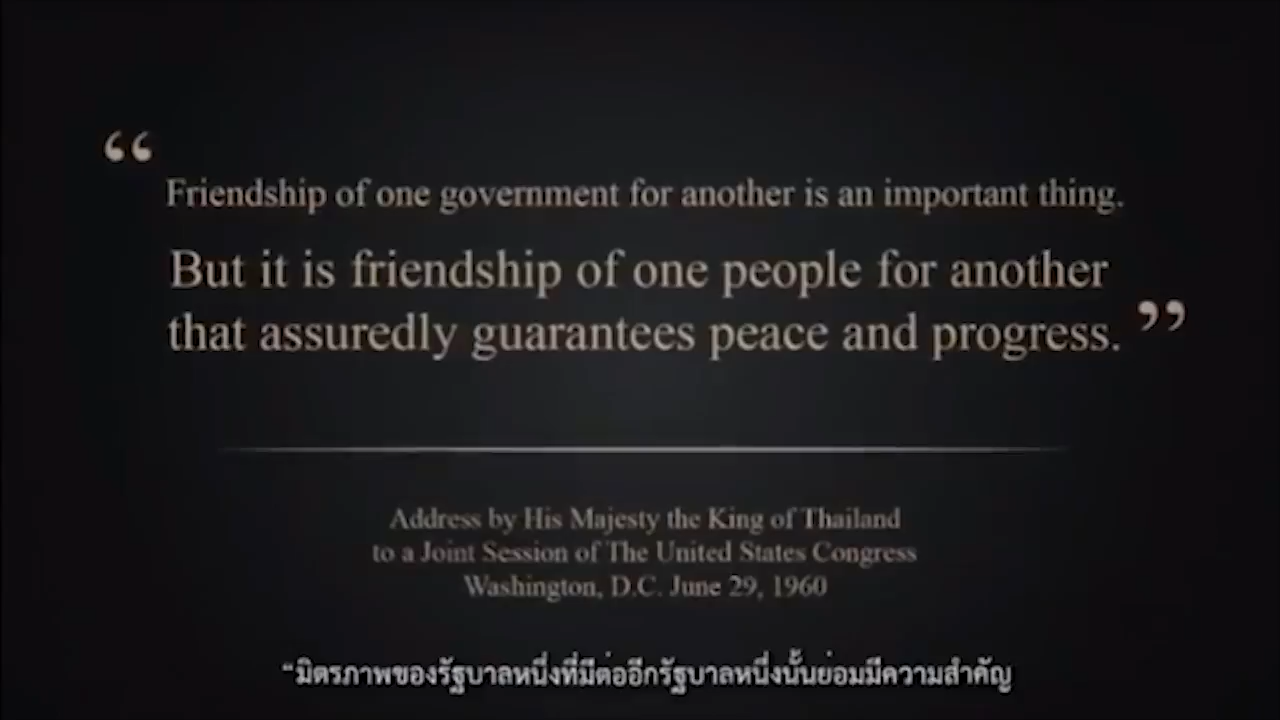 “ Friendship of one government for another is an important thing.
But it is friendship of one people for another
that assuredly guarantees peace and progress. ”
Address by His Majesty the King of Thailand
to a Joint Session of The United States Congress
Washington, D.C. June 29, 1960
“มิตรภาพของรัฐบาลหนึ่งที่มีต่ออีกรัฐบาลหนึ่งนั้นย่อมมีความสำคัญ